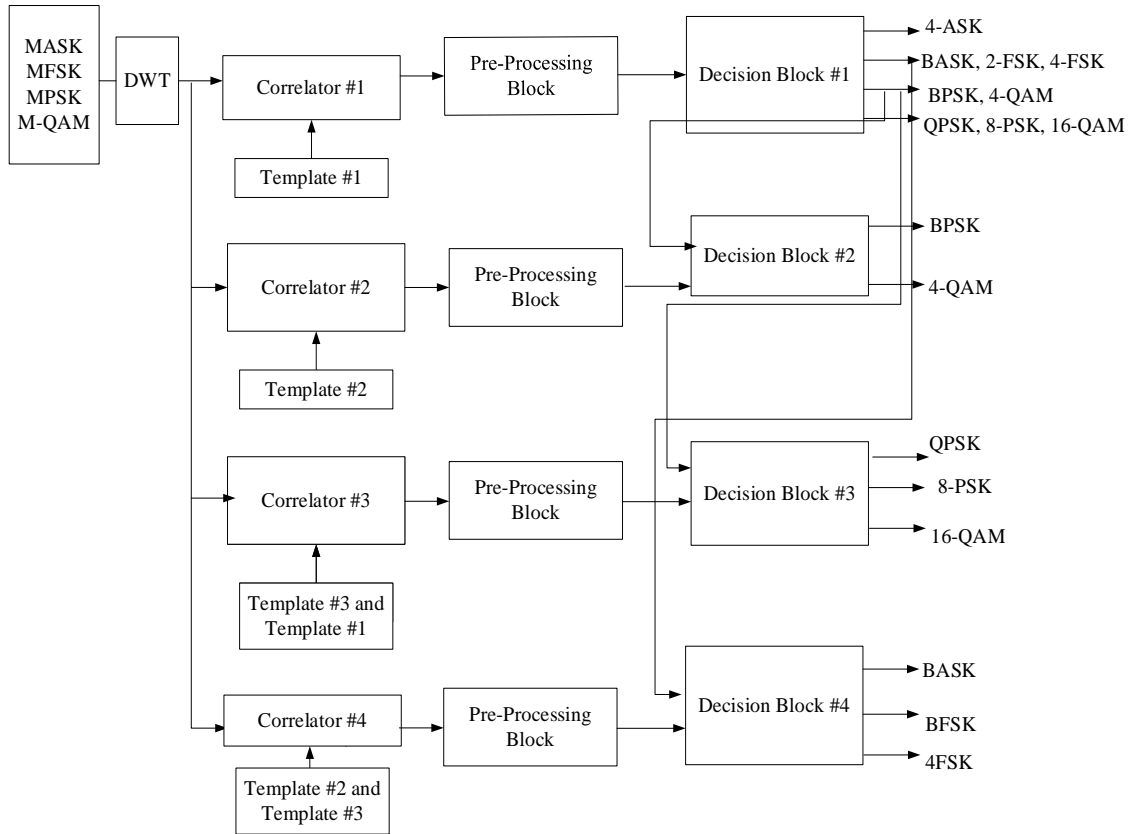 MASK
MFSK
MPSK
M-QAM
DWT
Correlator #1
Template #1
Pre-Processing
Block
Decision Block #1
4-ASK
BASK, 2-FSK, 4-FSK
BPSK, 4-QAM
QPSK, 8-PSK, 16-QAM
Correlator #2
Template #2
Pre-Processing
Block
Decision Block #2
BPSK
4-QAM
Correlator #3
Template #3 and
Template #1
Pre-Processing
Block
Decision Block #3
QPSK
8-PSK
16-QAM
Correlator #4
Template #2 and
Template #3
Pre-Processing
Block
Decision Block #4
BASK
BFSK
4FSK